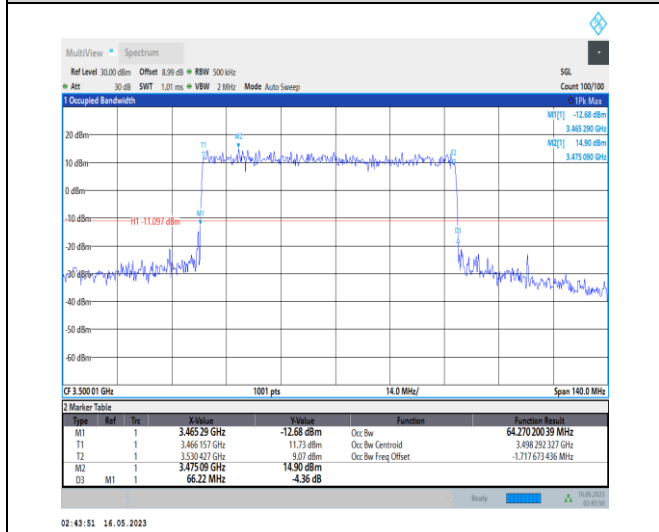 MultiView Spectrum
Ref Level 30.00 dBm Offset 8.99 dB RBW 500 kHz SGL
Att 30 dB SWT 1.01 ms VBW 2 MHz Mode Auto Sweep Count 100/100
1 Occupied Bandwidth 1Pk Max
M1[1] -12.68 dBm
3.465 290 GHz
M2[1] 14.90 dBm
3.475 090 GHz
20 dBm
M2
T1
T2
10 dBm
0 dBm
M1
-10 dBm
H1 -11.097 dBm
D3
-20 dBm
-30 dBm
-40 dBm
-50 dBm
-60 dBm
CF 3.500 01 GHz 1001 pts 14.0 MHz/ Span 140.0 MHz
2 Marker Table
Type Ref Trc X-Value Y-Value Function Function Result
M1 1 3.465 29 GHz -12.68 dBm Occ Bw 64.270 200 39 MHz
T1 1 3.466 157 GHz 11.73 dBm Occ Bw Centroid 3.498 292 327 GHz
T2 1 3.530 427 GHz 9.07 dBm Occ Bw Freq Offset -1.717 673 436 MHz
M2 1 3.475 09 GHz 14.90 dBm
D3 M1 1 66.22 MHz -4.36 dB
Ready 16.05.2023
02:43:50
02:43:51 16.05.2023